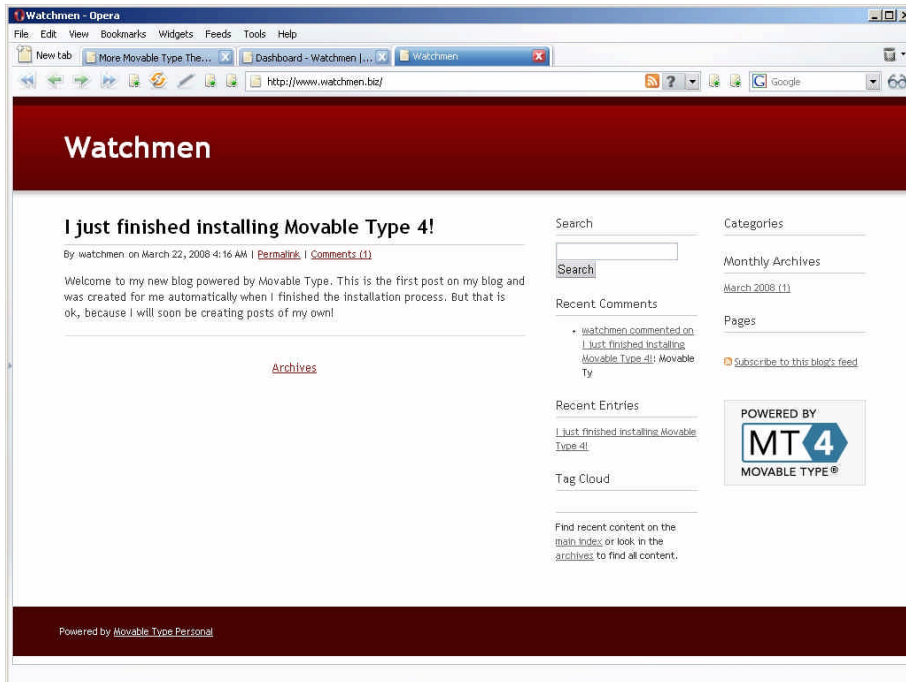 Watchmen - Opera
File Edit View Bookmarks Widgets Feeds Tools Help
New tab
More Movable Type The...
Dashboard - Watchmen |...
Watchmen
http://www.watchmen.biz/
?
G Google
Watchmen
I just finished installing Movable Type 4!
By watchmen on March 22, 2008 4:16 AM | Permalink | Comments (1)
Welcome to my new blog powered by Movable Type. This is the first post on my blog and
was created for me automatically when I finished the installation process. But that is
ok, because I will soon be creating posts of my own!
Archives
Search
Search
Recent Comments
watchmen commented on
I just finished installing
Movable Type 4!: Movable
Ty
Recent Entries
I just finished installing Movable
Type 4!
Tag Cloud
Find recent content on the
main index or look in the
archives to find all content.
Categories
Monthly Archives
March 2008 (1)
Pages
Subscribe to this blog's feed
POWERED BY
MT 4
MOVABLE TYPE®
Powered by Movable Type Personal